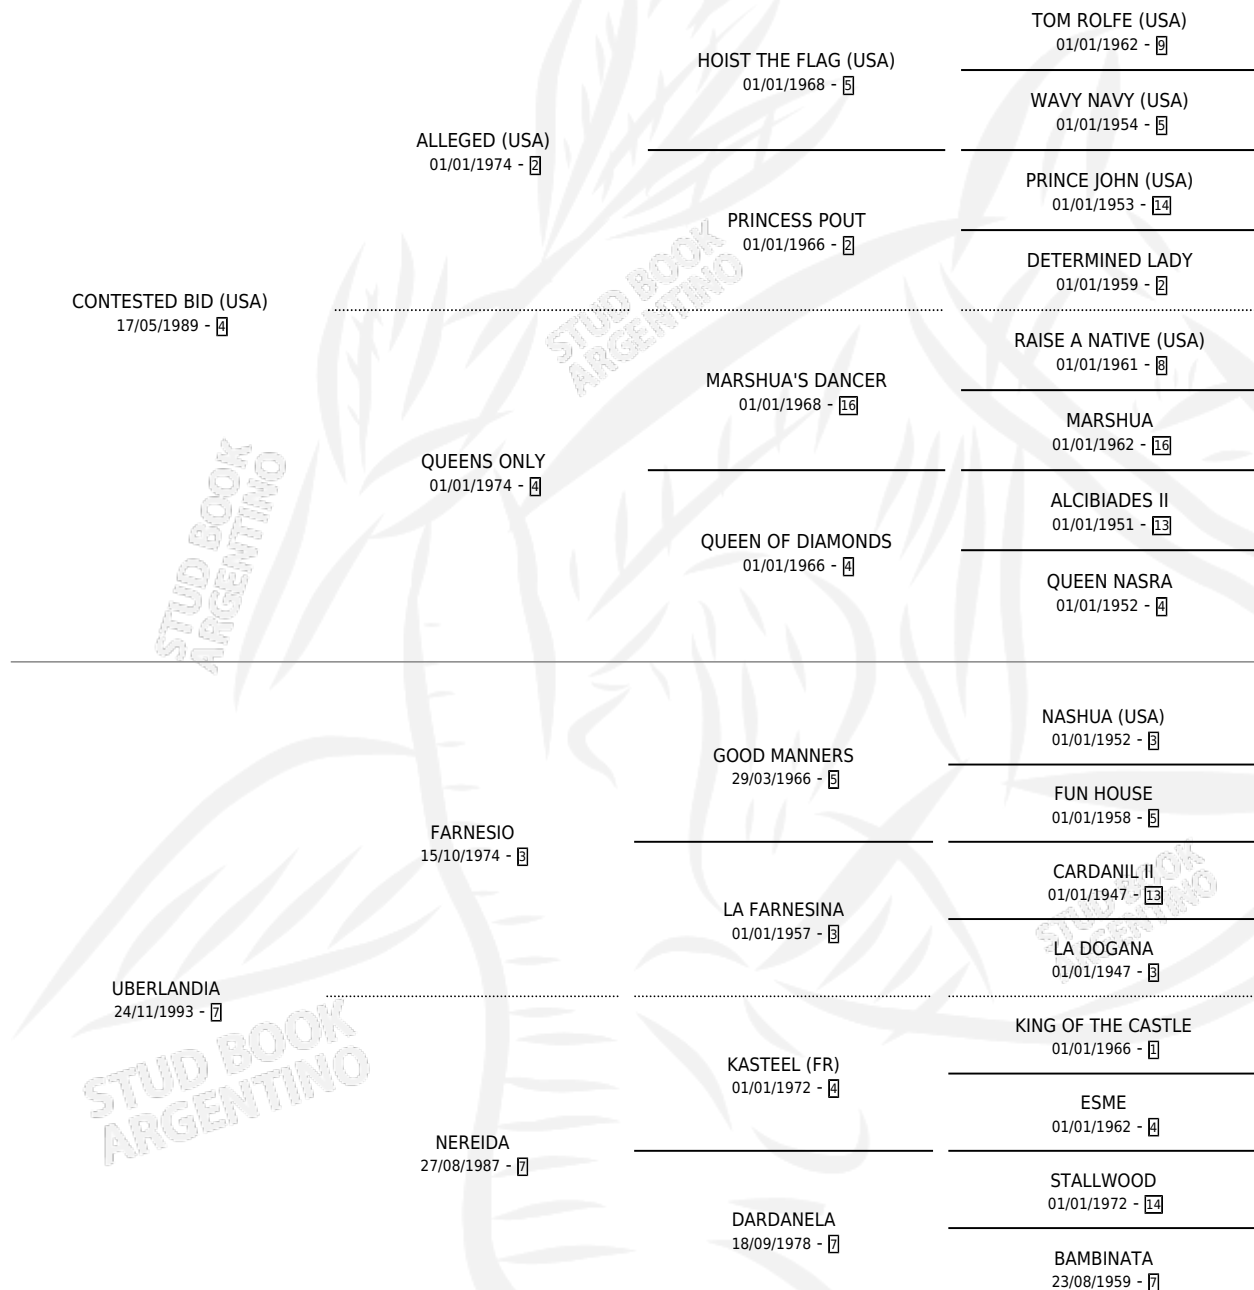 TOM ROLFE (USA)
01/01/1962 - 9
HOIST THE FLAG (USA)
01/01/1968 - 5
WAVY NAVY (USA)
01/01/1954 - 5
ALLEGED (USA)
01/01/1974 - 2
PRINCE JOHN (USA)
01/01/1953 - 14
PRINCESS POUT
01/01/1966 - 2
DETERMINED LADY
01/01/1959 - 2
CONTESTED BID (USA)
17/05/1989 - 4
RAISE A NATIVE (USA)
01/01/1961 - 8
MARSHUA'S DANCER
01/01/1968 - 16
MARSHUA
01/01/1962 - 16
QUEENS ONLY
01/01/1974 - 4
ALCIBIADES II
01/01/1951 - 13
QUEEN OF DIAMONDS
01/01/1966 - 4
QUEEN NASRA
01/01/1952 - 4
NASHUA (USA)
01/01/1952 - 3
GOOD MANNERS
29/03/1966 - 5
FUN HOUSE
01/01/1958 - 5
FARNESIO
15/10/1974 - 3
CARDANIL II
01/01/1947 - 13
LA FARNESINA
01/01/1957 - 3
LA DOGANA
01/01/1947 - 3
UBERLANDIA
24/11/1993 - 7
KING OF THE CASTLE
01/01/1966 - 1
KASTEEL (FR)
01/01/1972 - 4
ESME
01/01/1962 - 4
NEREIDA
27/08/1987 - 7
STALLWOOD
01/01/1972 - 14
DARDANELA
18/09/1978 - 7
BAMBINATA
23/08/1959 - 7
STUD BOOK
ARGENTINO
STUD BOOK
ARGENTINO
STUD BOOK
ARGENTINO
STUD BOOK
ARGENTINO